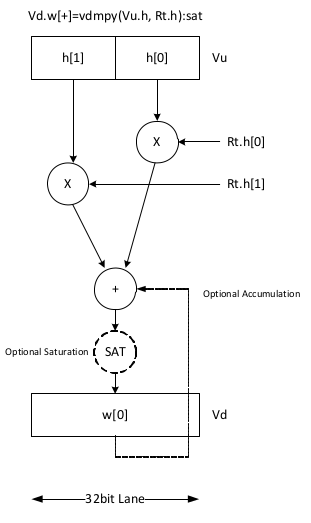 Vd.w[+]=vdmpy(Vu.h, Rt.h):sat
h[1] h[0] Vu
X Rt.h[0]
X Rt.h[1]
+ Optional Accumulation
Optional Saturation SAT
w[0] Vd
32bit Lane